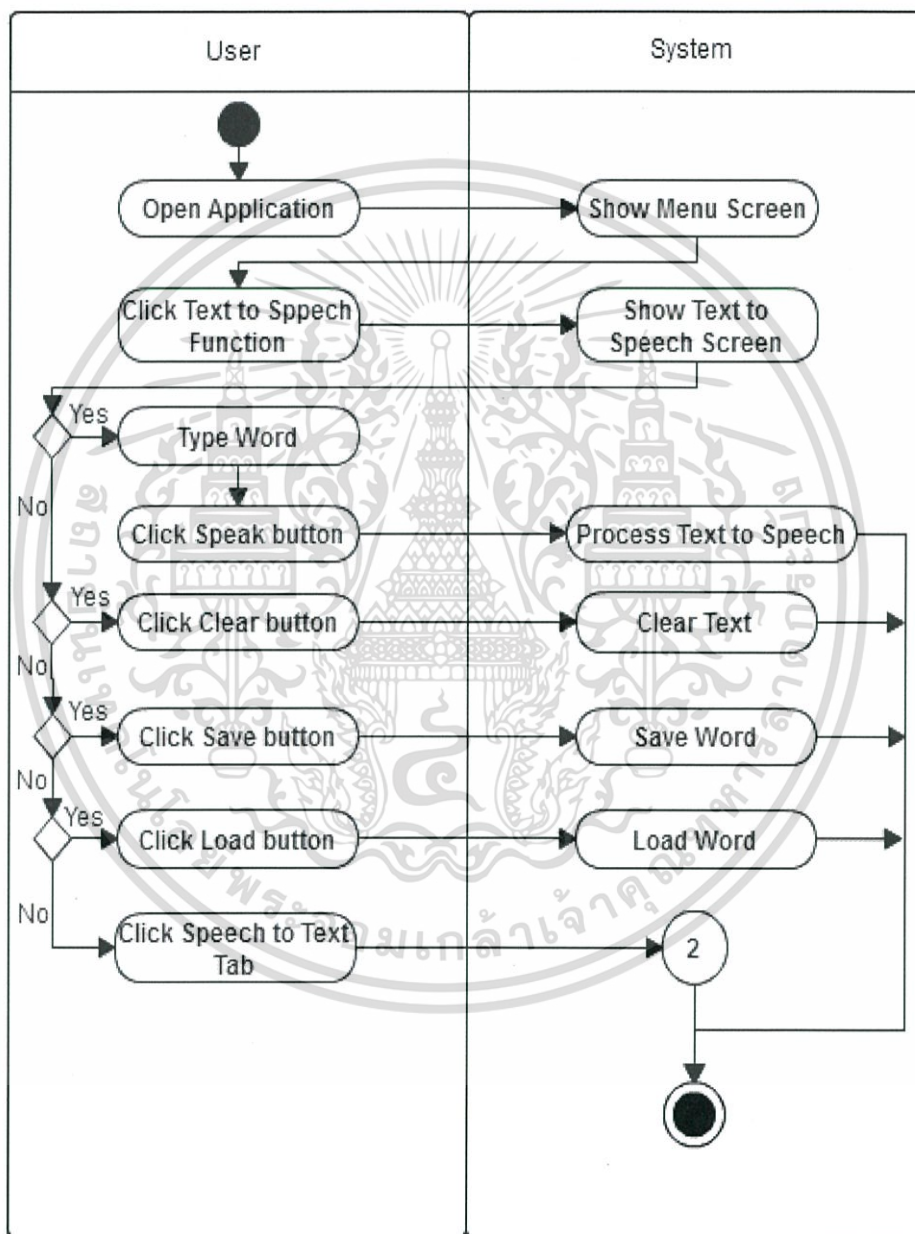 User
System
Open Application
Show Menu Screen
Click Text to Sppech
Function
Show Text to
Speech Screen
Yes
Type Word
No
Click Speak button
Process Text to Speech
Yes
Click Clear button
Clear Text
No
Yes
Click Save button
Save Word
No
Yes
Click Load button
Load Word
No
Click Speech to Text
Tab
2